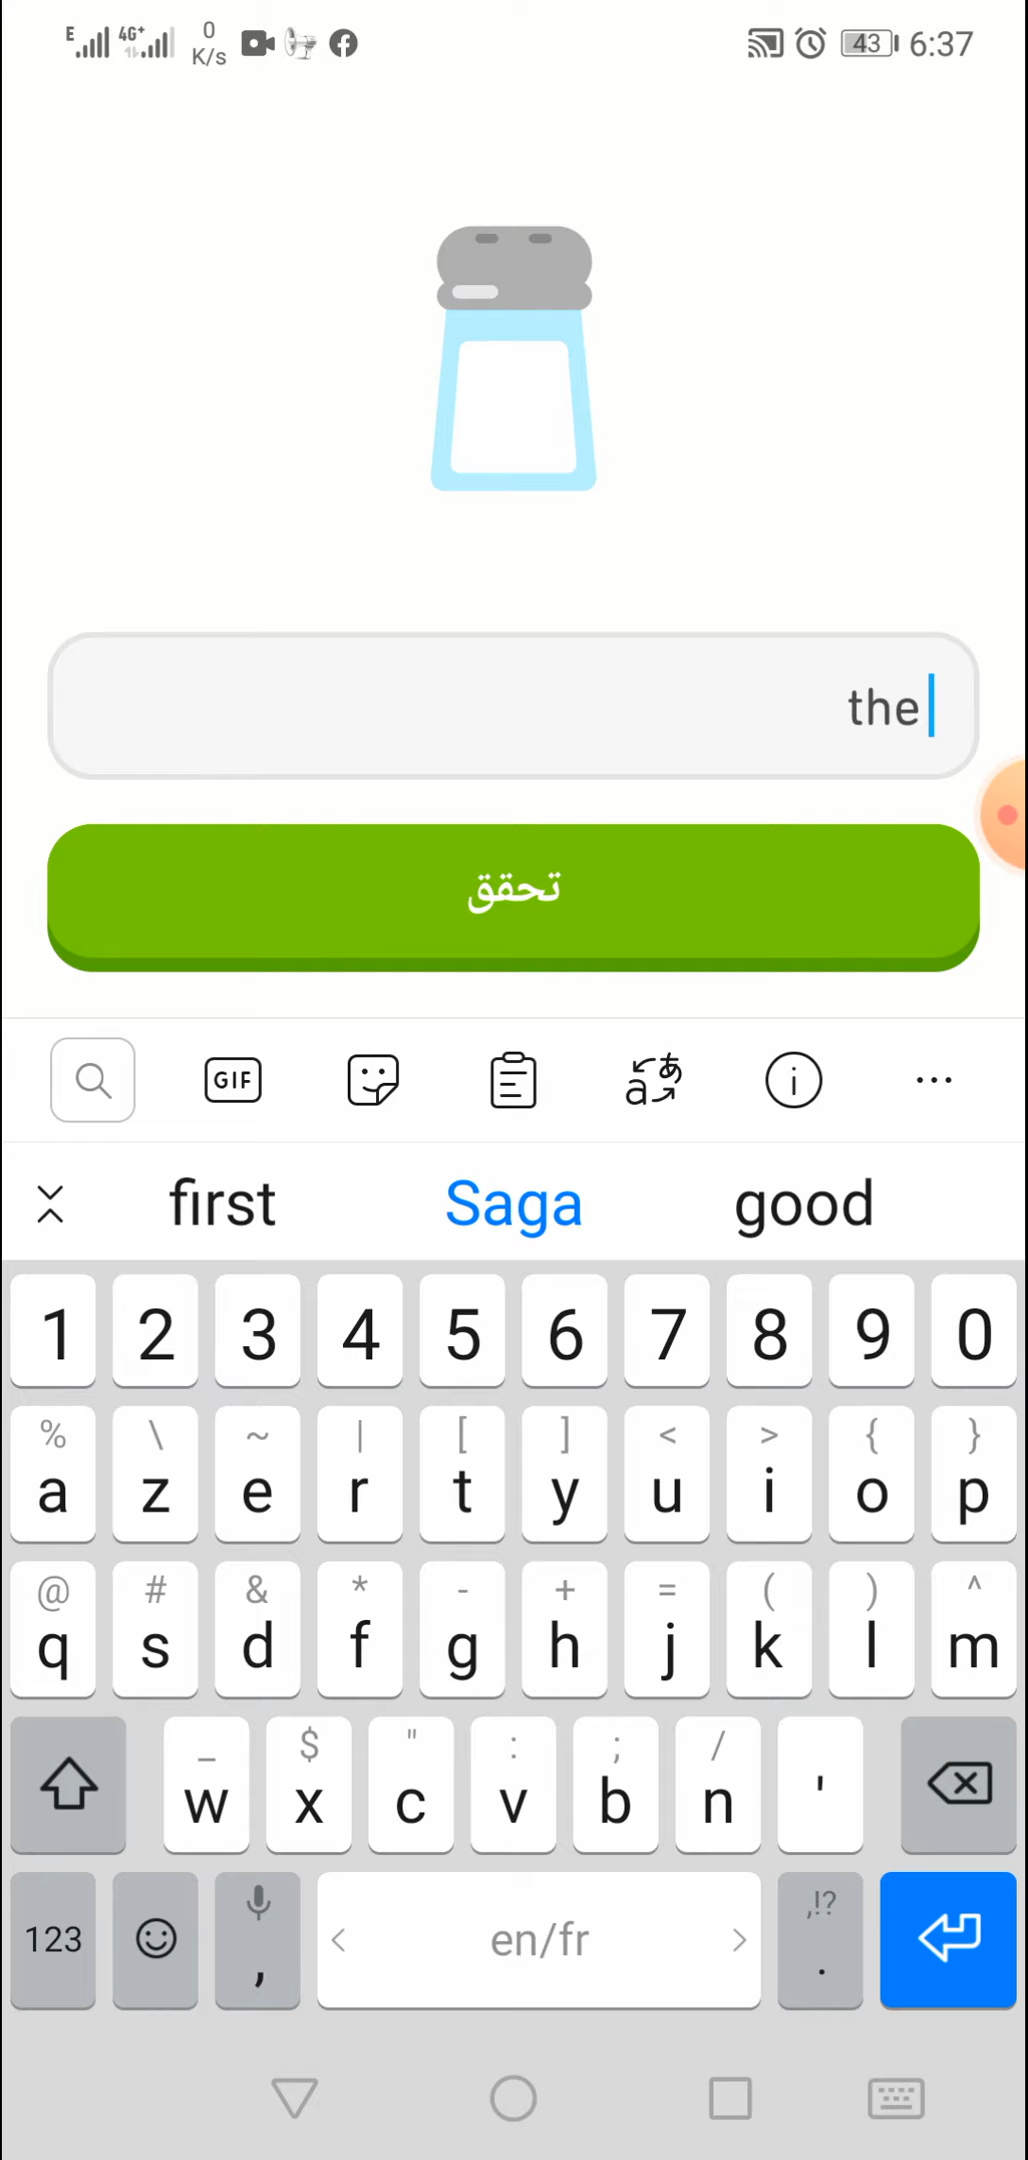 E 4G+ 0 K/s 43 6:37
the
تحقق
GIF
first Saga good
1 2 3 4 5 6 7 8 9 0
% \ ~ | [ ] < > { }
a z e r t y u i o p
@ # & * - + = ( ) ^
q s d f g h j k l m
_ $ " : ; /
w x c v b n '
,!?
123 , < en/fr > .